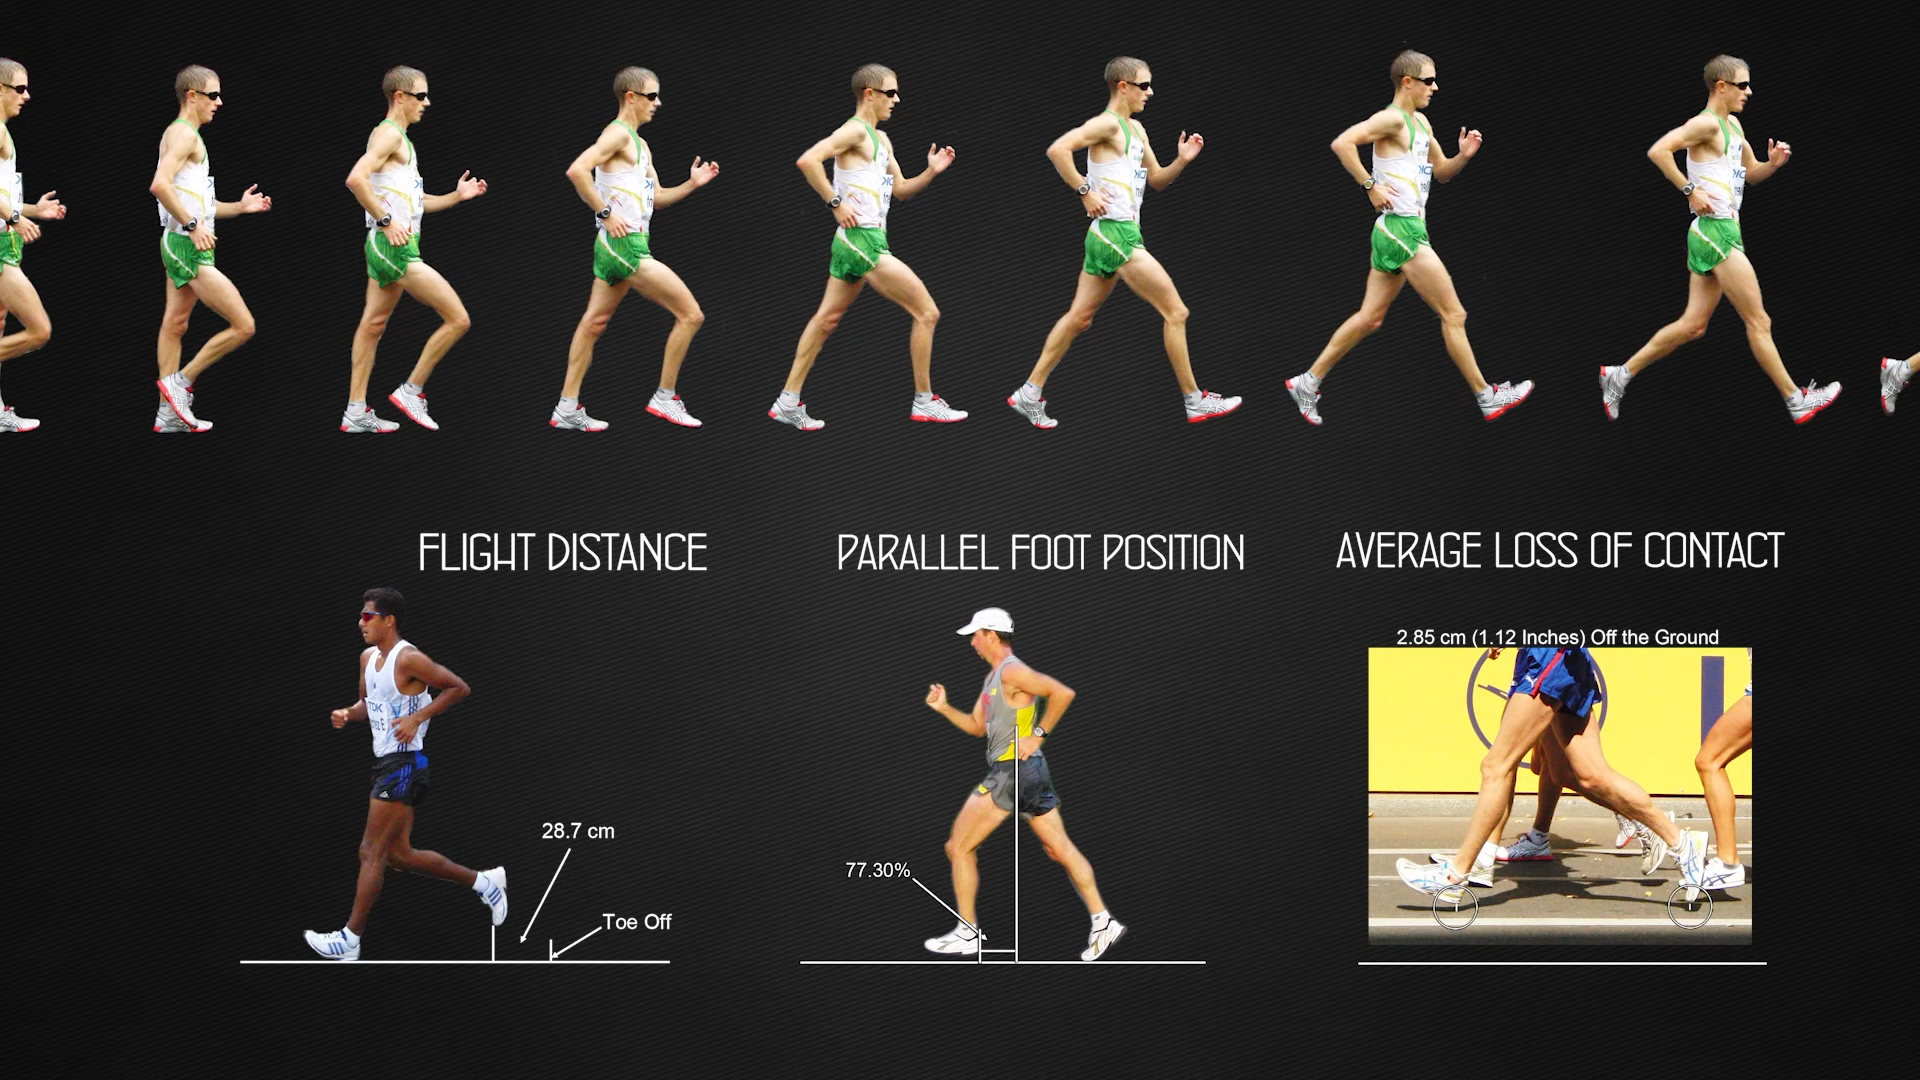 FLIGHT DISTANCE
PARALLEL FOOT POSITION
AVERAGE LOSS OF CONTACT
2.85 cm (1.12 Inches) Off the Ground
28.7 cm
77.30%
Toe Off
TDK